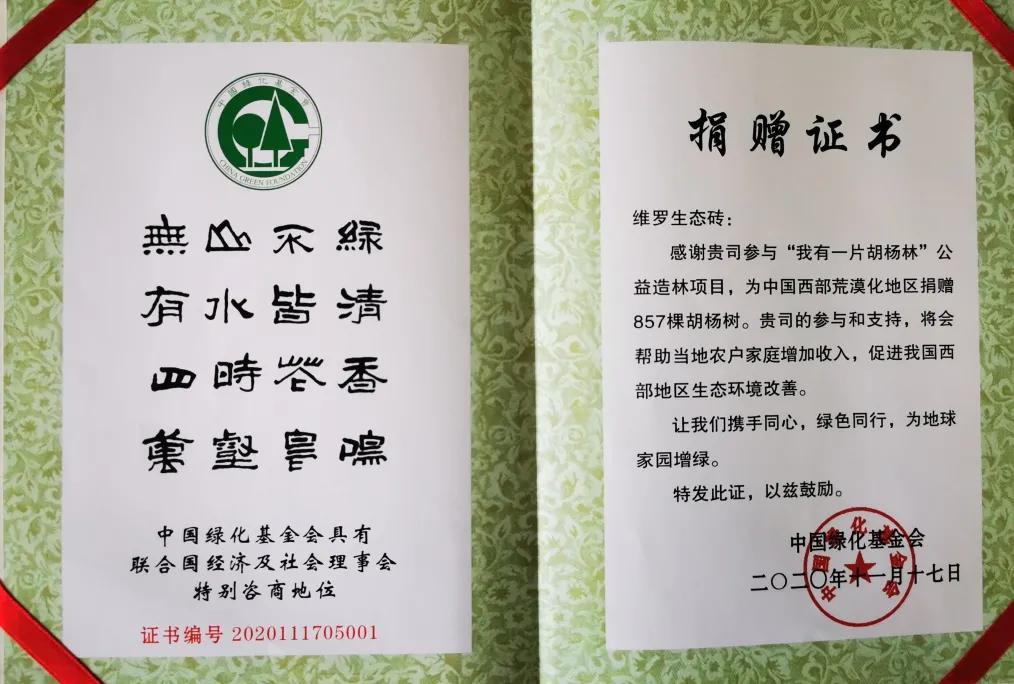 中國綠化基金會
CHINA GREEN FOUNDATION
無山不綠
有水皆清
四時花香
萬壑鳥鳴
中国绿化基金会具有
联合国经济及社会理事会
特别咨商地位
证书编号 2020111705001
捐赠证书
维罗生态砖：
感谢贵司参与“我有一片胡杨林”公
益造林项目，为中国西部荒漠化地区捐赠
857棵胡杨树。贵司的参与和支持，将会
帮助当地农户家庭增加收入，促进我国西
部地区生态环境改善。
让我们携手同心，绿色同行，为地球
家园增绿。
特发此证，以兹鼓励。
中国绿化基金会
二〇二〇年十一月十七日